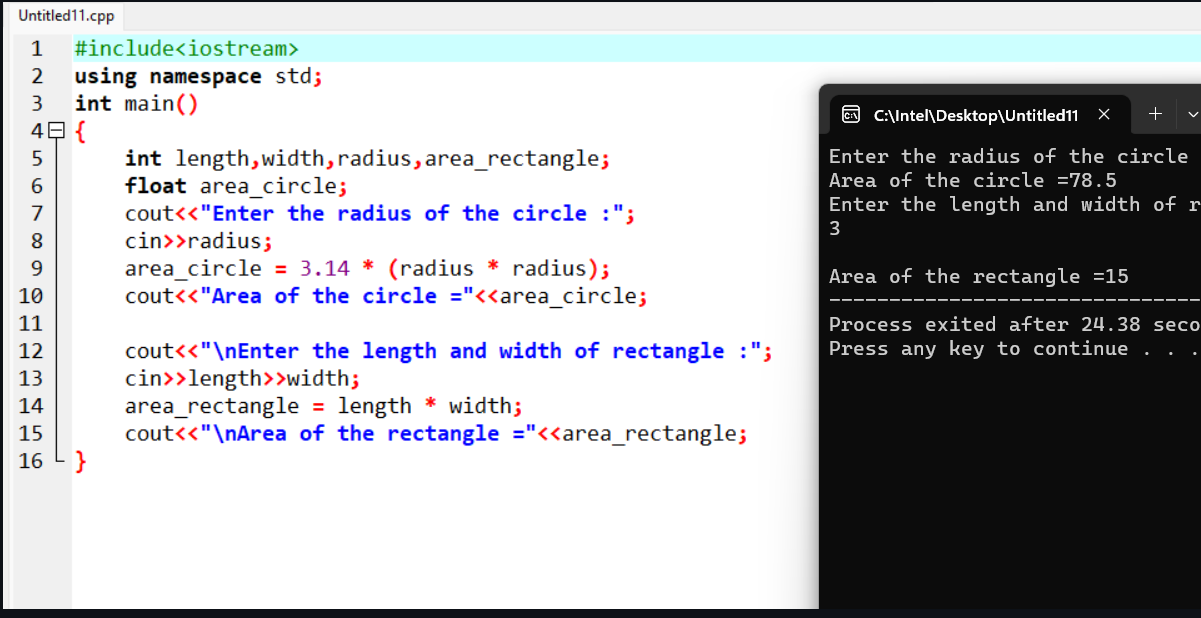 Untitled11.cpp
1 #include<iostream>
2 using namespace std;
3 int main()
4 {
5 int length,width,radius,area_rectangle;
6 float area_circle;
7 cout<<"Enter the radius of the circle :";
8 cin>>radius;
9 area_circle = 3.14 * (radius * radius);
10 cout<<"Area of the circle ="<<area_circle;
11
12 cout<<"\nEnter the length and width of rectangle :";
13 cin>>length>>width;
14 area_rectangle = length * width;
15 cout<<"\nArea of the rectangle ="<<area_rectangle;
16 }
C:\Intel\Desktop\Untitled11
Enter the radius of the circle
Area of the circle =78.5
Enter the length and width of r
3
Area of the rectangle =15
--------------------------------
Process exited after 24.38 seco
Press any key to continue . . .